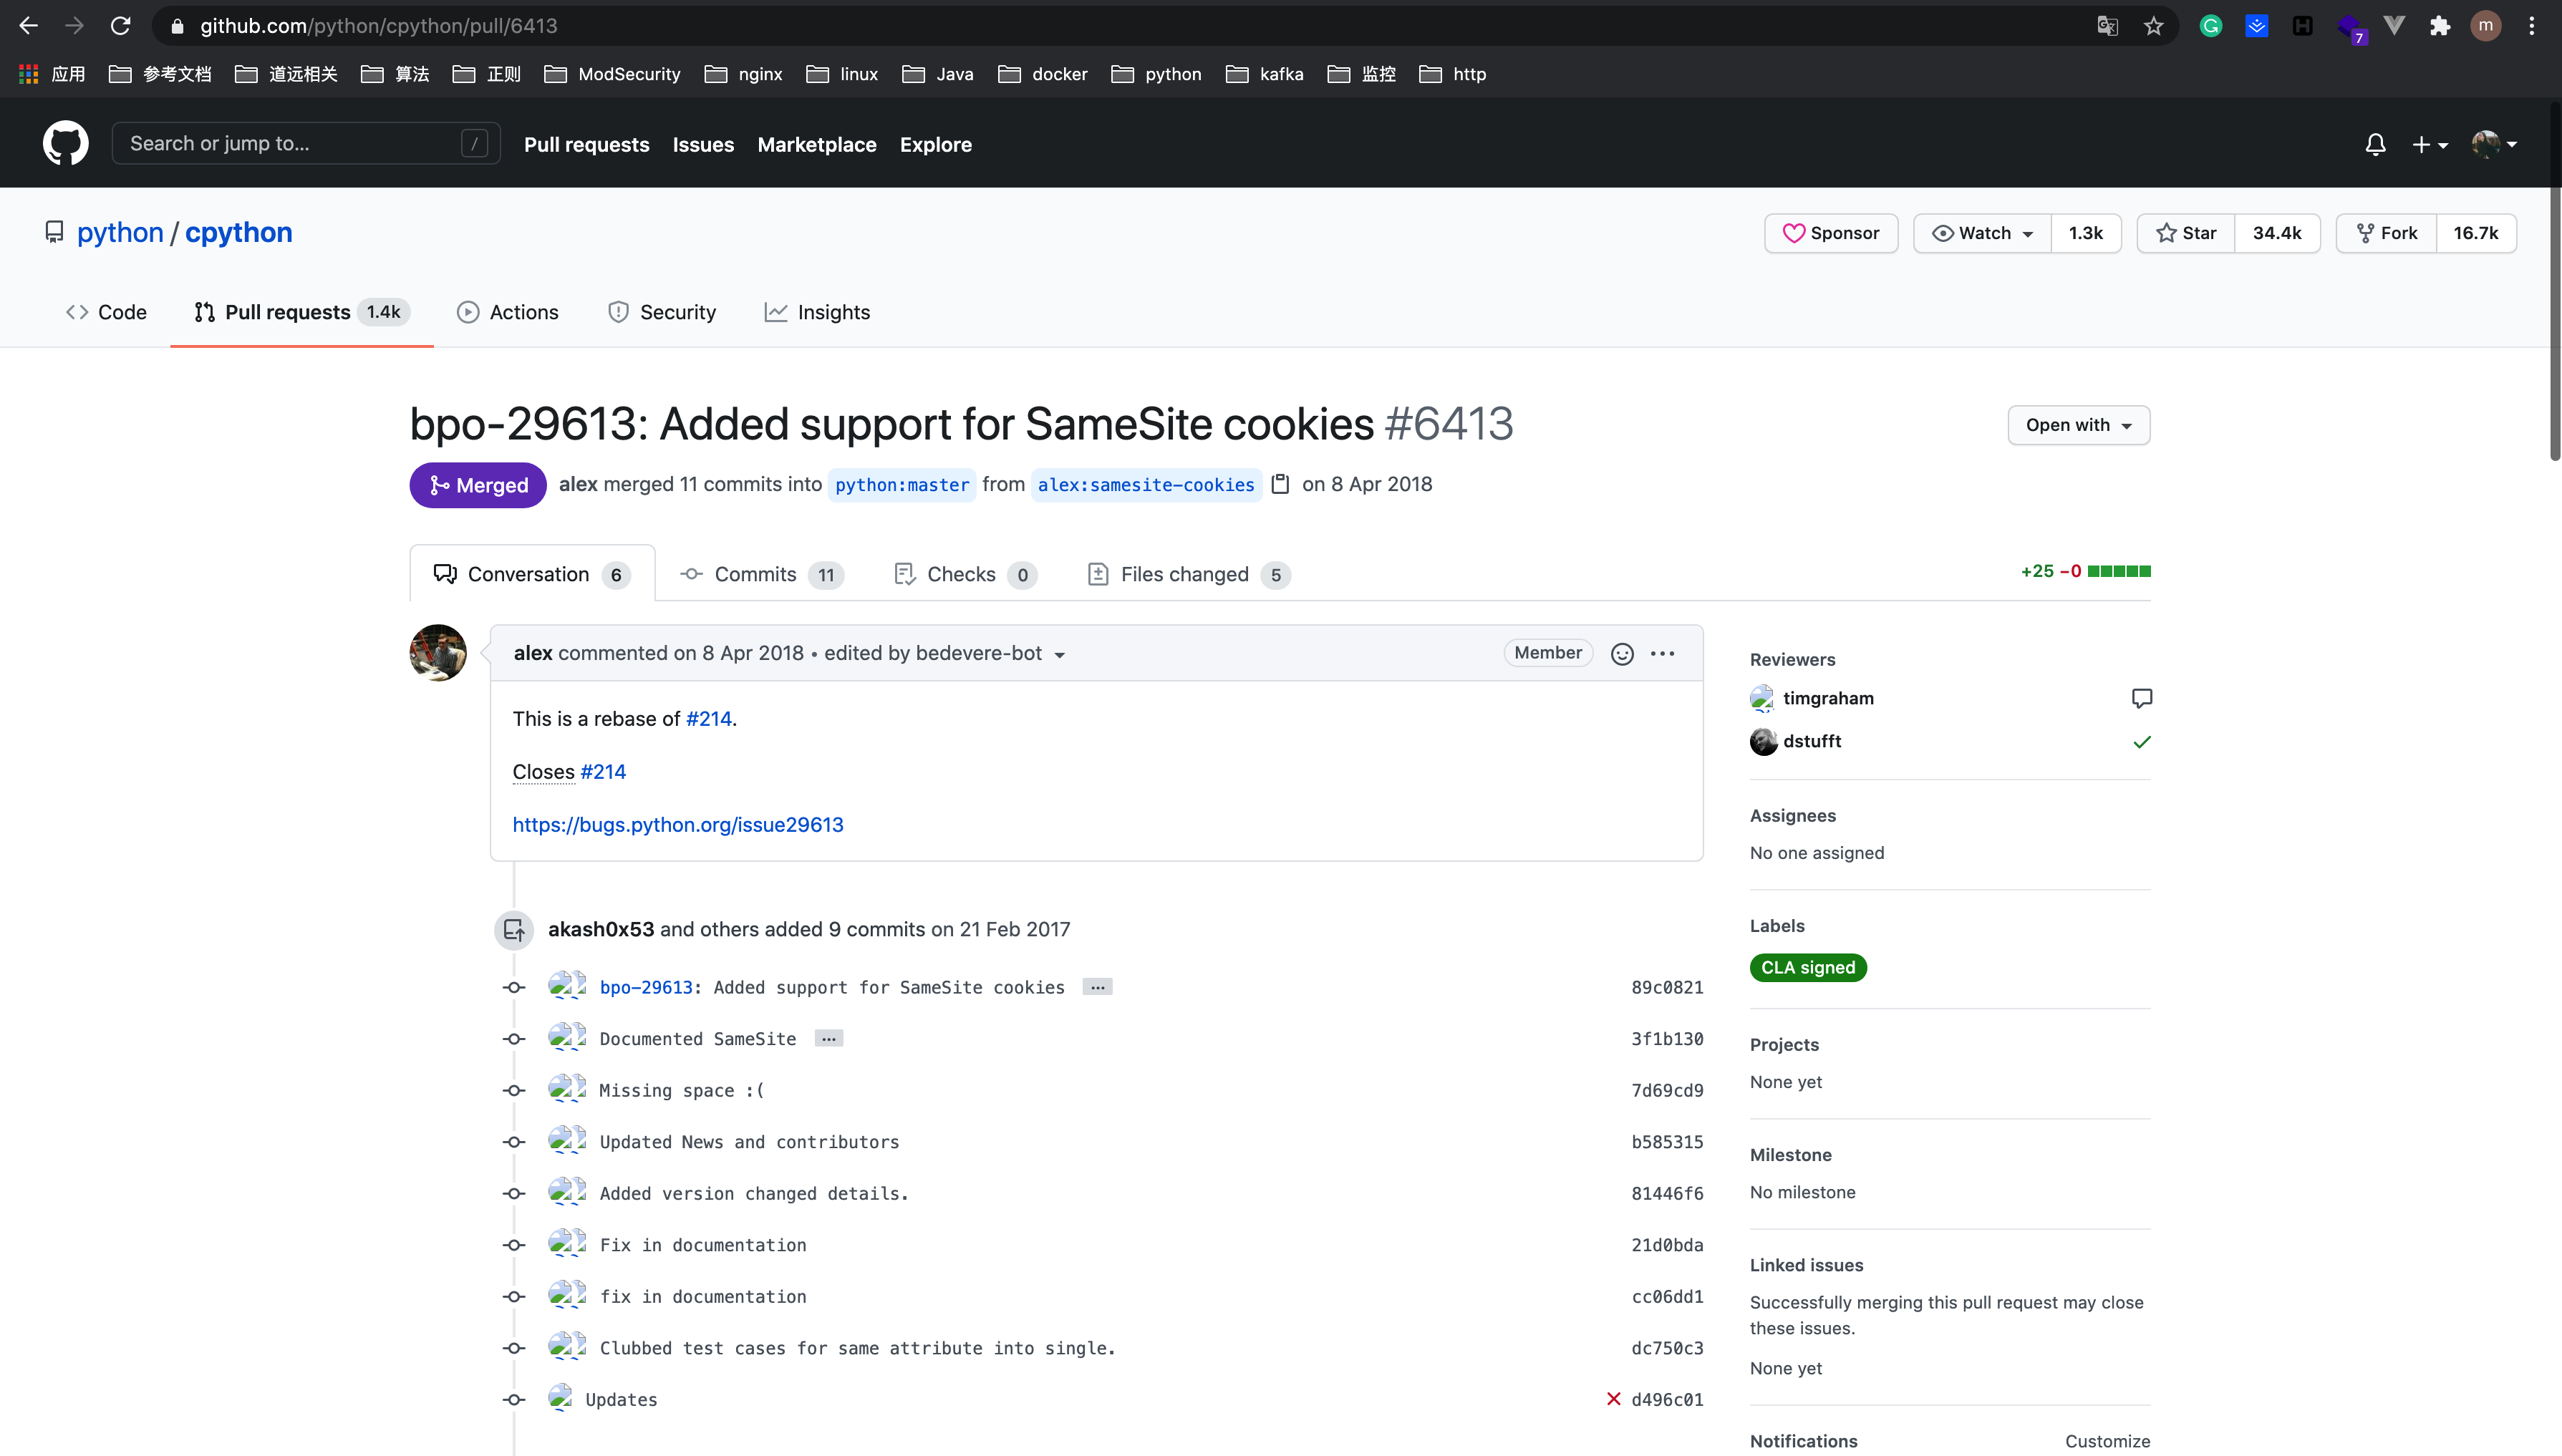 github.com/python/cpython/pull/6413
7
m
应用 参考文档 道远相关 算法 正则 ModSecurity nginx linux Java docker python kafka 监控 http
Search or jump to... / Pull requests Issues Marketplace Explore
python / cpython
Sponsor Watch 1.3k Star 34.4k Fork 16.7k
Code Pull requests 1.4k Actions Security Insights
bpo-29613: Added support for SameSite cookies #6413
Open with
Merged alex merged 11 commits into python:master from alex:samesite-cookies on 8 Apr 2018
Conversation 6 Commits 11 Checks 0 Files changed 5
+25 −0
alex commented on 8 Apr 2018 • edited by bedevere-bot
Member
This is a rebase of #214.
Closes #214
https://bugs.python.org/issue29613
akash0x53 and others added 9 commits on 21 Feb 2017
bpo-29613: Added support for SameSite cookies … 89c0821
Documented SameSite … 3f1b130
Missing space :( 7d69cd9
Updated News and contributors b585315
Added version changed details. 81446f6
Fix in documentation 21d0bda
fix in documentation cc06dd1
Clubbed test cases for same attribute into single. dc750c3
Updates d496c01
Reviewers
timgraham
dstufft
Assignees
No one assigned
Labels
CLA signed
Projects
None yet
Milestone
No milestone
Linked issues
Successfully merging this pull request may close
these issues.
None yet
Notifications Customize